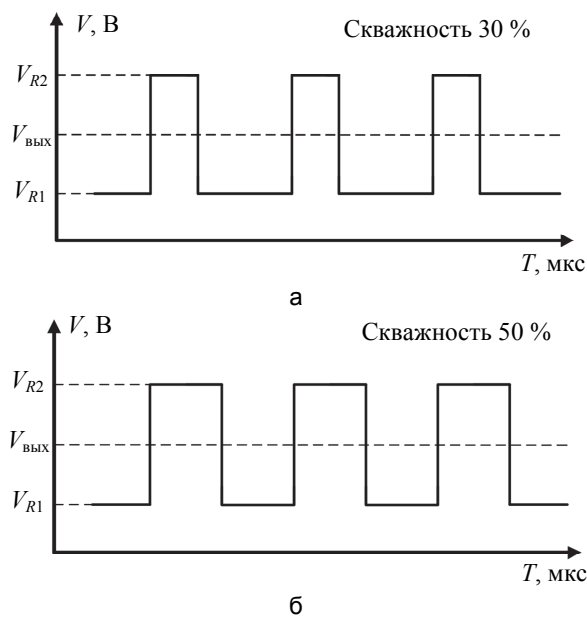 V, В
Скважность 30 %
VR2
Vвых
VR1
T, мкс
а
V, В
Скважность 50 %
VR2
Vвых
VR1
T, мкс
б